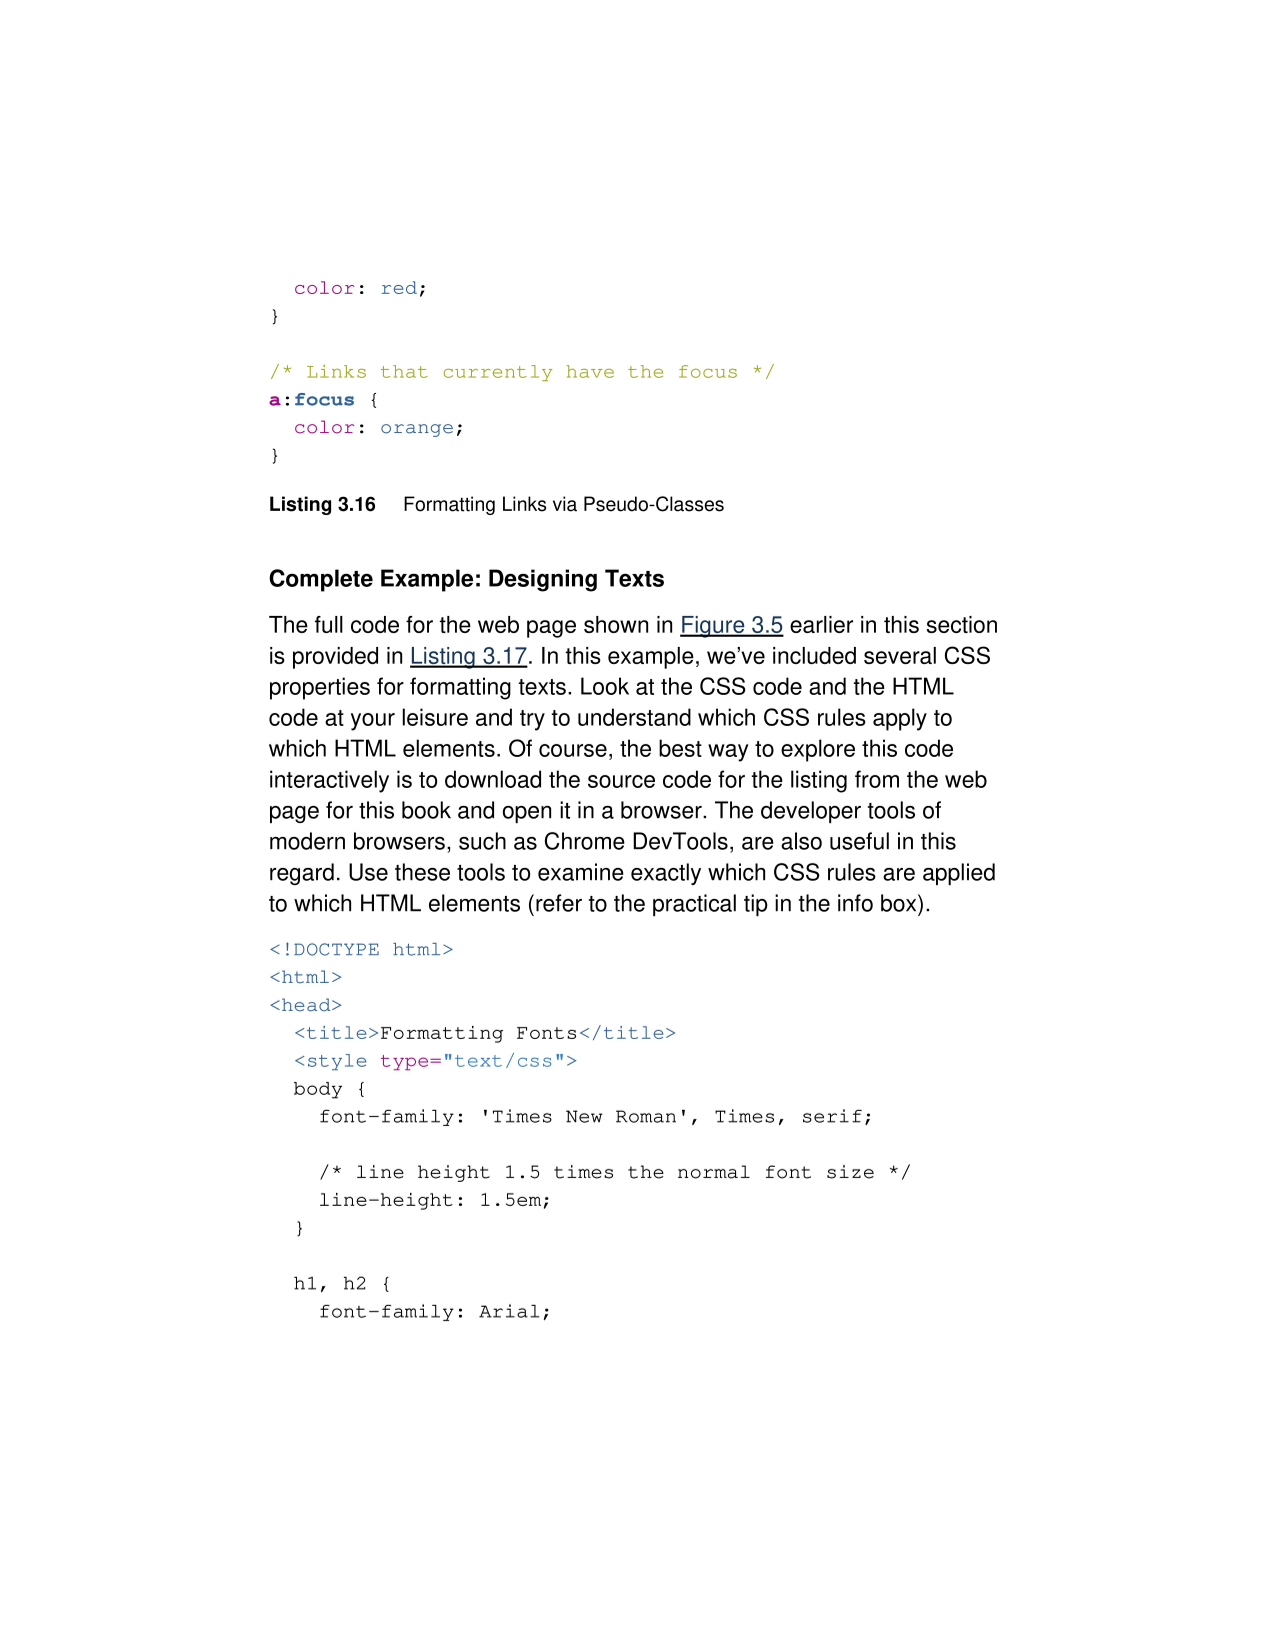 color: red;
}

/* Links that currently have the focus */
a:focus {
  color: orange;
}
Listing 3.16 Formatting Links via Pseudo-Classes
Complete Example: Designing Texts
The full code for the web page shown in Figure 3.5 earlier in this section
is provided in Listing 3.17. In this example, we’ve included several CSS
properties for formatting texts. Look at the CSS code and the HTML
code at your leisure and try to understand which CSS rules apply to
which HTML elements. Of course, the best way to explore this code
interactively is to download the source code for the listing from the web
page for this book and open it in a browser. The developer tools of
modern browsers, such as Chrome DevTools, are also useful in this
regard. Use these tools to examine exactly which CSS rules are applied
to which HTML elements (refer to the practical tip in the info box).
<!DOCTYPE html>
<html>
<head>
  <title>Formatting Fonts</title>
  <style type="text/css">
  body {
    font-family: 'Times New Roman', Times, serif;

    /* line height 1.5 times the normal font size */
    line-height: 1.5em;
  }

  h1, h2 {
    font-family: Arial;